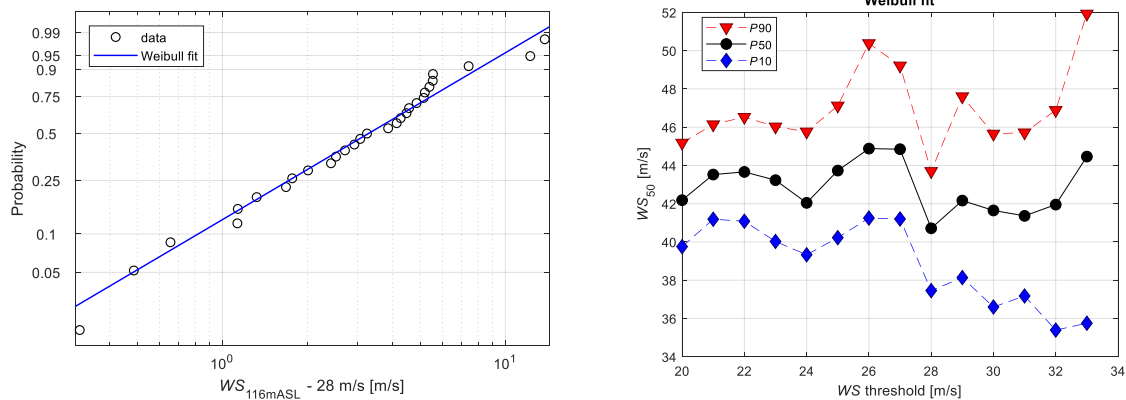 data
Weibull fit
0.99
0.95
0.9
0.75
0.5
0.25
0.1
0.05
Probability
10^0
10^1
WS_116mASL - 28 m/s [m/s]
Weibull fit
P90
P50
P10
52
50
48
46
44
42
40
38
36
34
WS_50 [m/s]
20
22
24
26
28
30
32
34
WS threshold [m/s]